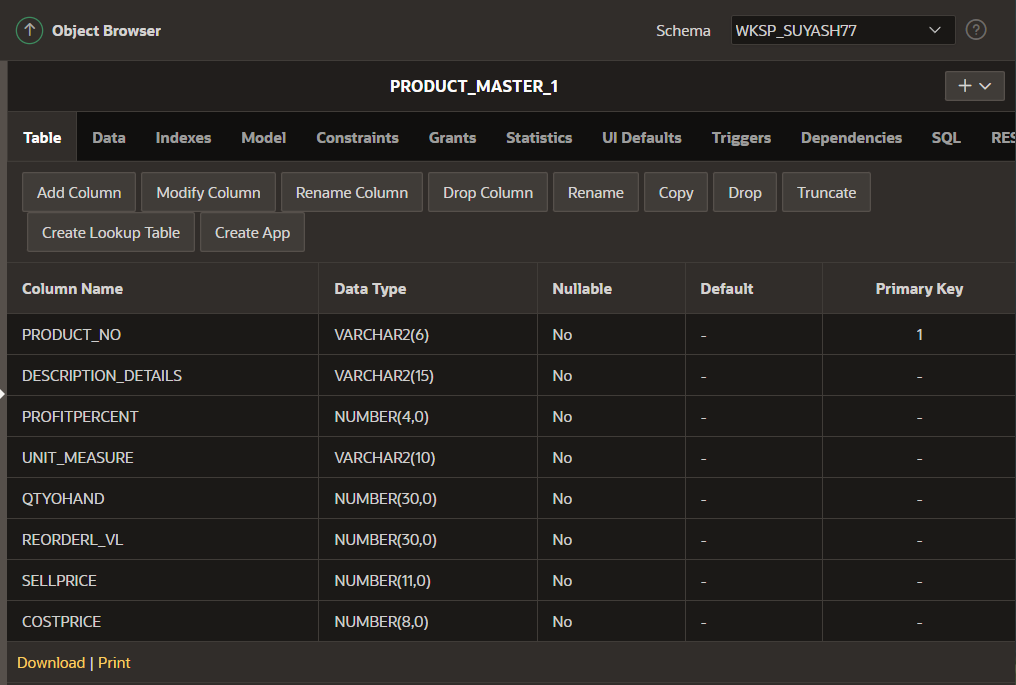 Object Browser
Schema WKSP_SUYASH77 ?
PRODUCT_MASTER_1
+
Table Data Indexes Model Constraints Grants Statistics UI Defaults Triggers Dependencies SQL RES
Add Column Modify Column Rename Column Drop Column Rename Copy Drop Truncate
Create Lookup Table Create App
Column Name Data Type Nullable Default Primary Key
PRODUCT_NO VARCHAR2(6) No - 1
DESCRIPTION_DETAILS VARCHAR2(15) No - -
PROFITPERCENT NUMBER(4,0) No - -
UNIT_MEASURE VARCHAR2(10) No - -
QTYOHAND NUMBER(30,0) No - -
REORDERL_VL NUMBER(30,0) No - -
SELLPRICE NUMBER(11,0) No - -
COSTPRICE NUMBER(8,0) No - -
Download | Print